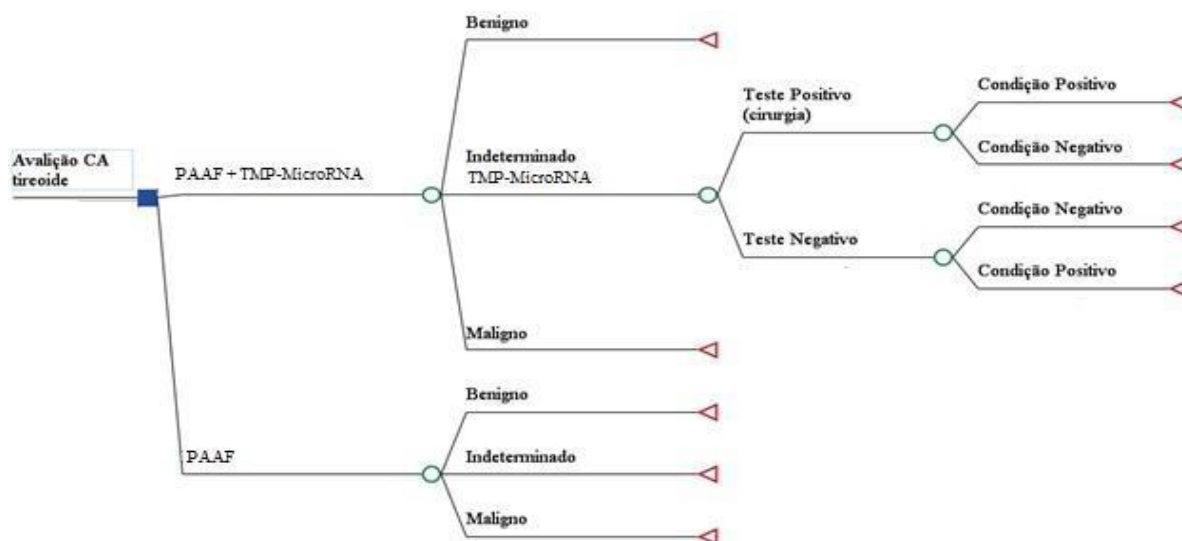 Avalição CA
tireoide
PAAF + TMP-MicroRNA
Benigno
Indeterminado
TMP-MicroRNA
Teste Positivo
(cirurgia)
Condição Positivo
Condição Negativo
Teste Negativo
Condição Negativo
Condição Positivo
Maligno
PAAF
Benigno
Indeterminado
Maligno